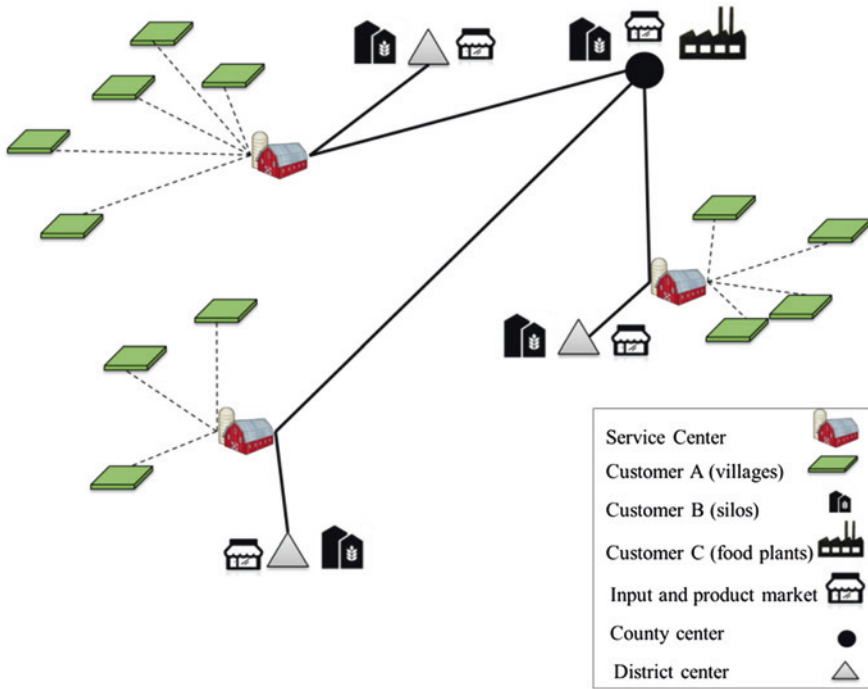 Service Center
Customer A (villages)
Customer B (silos)
Customer C (food plants)
Input and product market
County center
District center